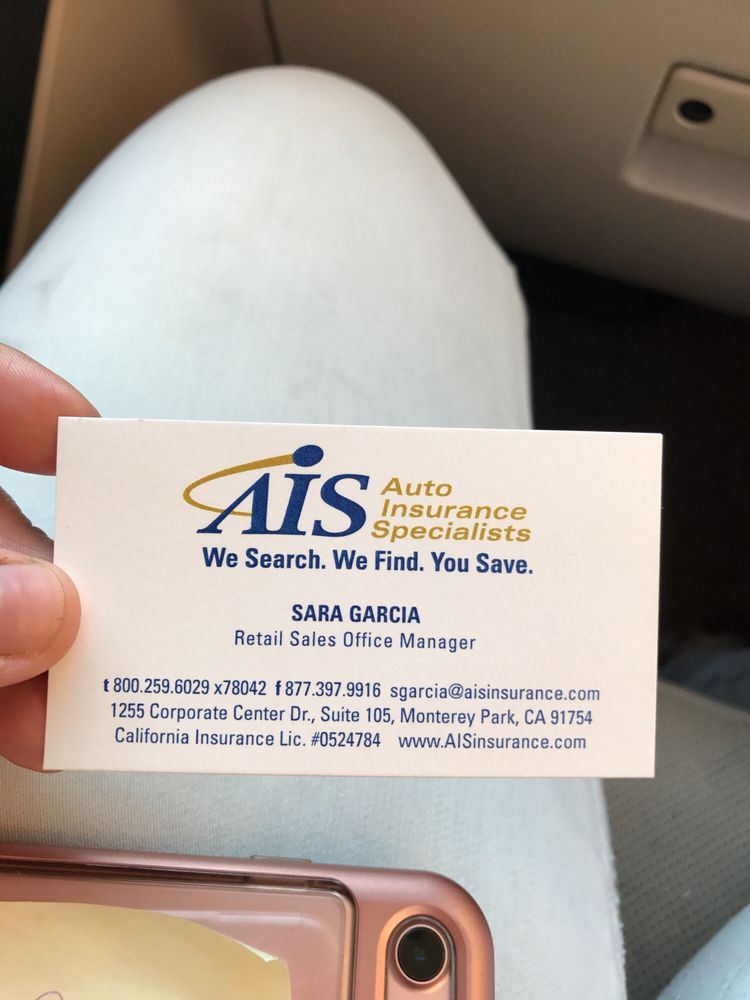 AIS Auto
Insurance
Specialists
We Search. We Find. You Save.
SARA GARCIA
Retail Sales Office Manager
t 800.259.6029 x78042 f 877.397.9916 sgarcia@aisinsurance.com
1255 Corporate Center Dr., Suite 105, Monterey Park, CA 91754
California Insurance Lic. #0524784 www.AISinsurance.com